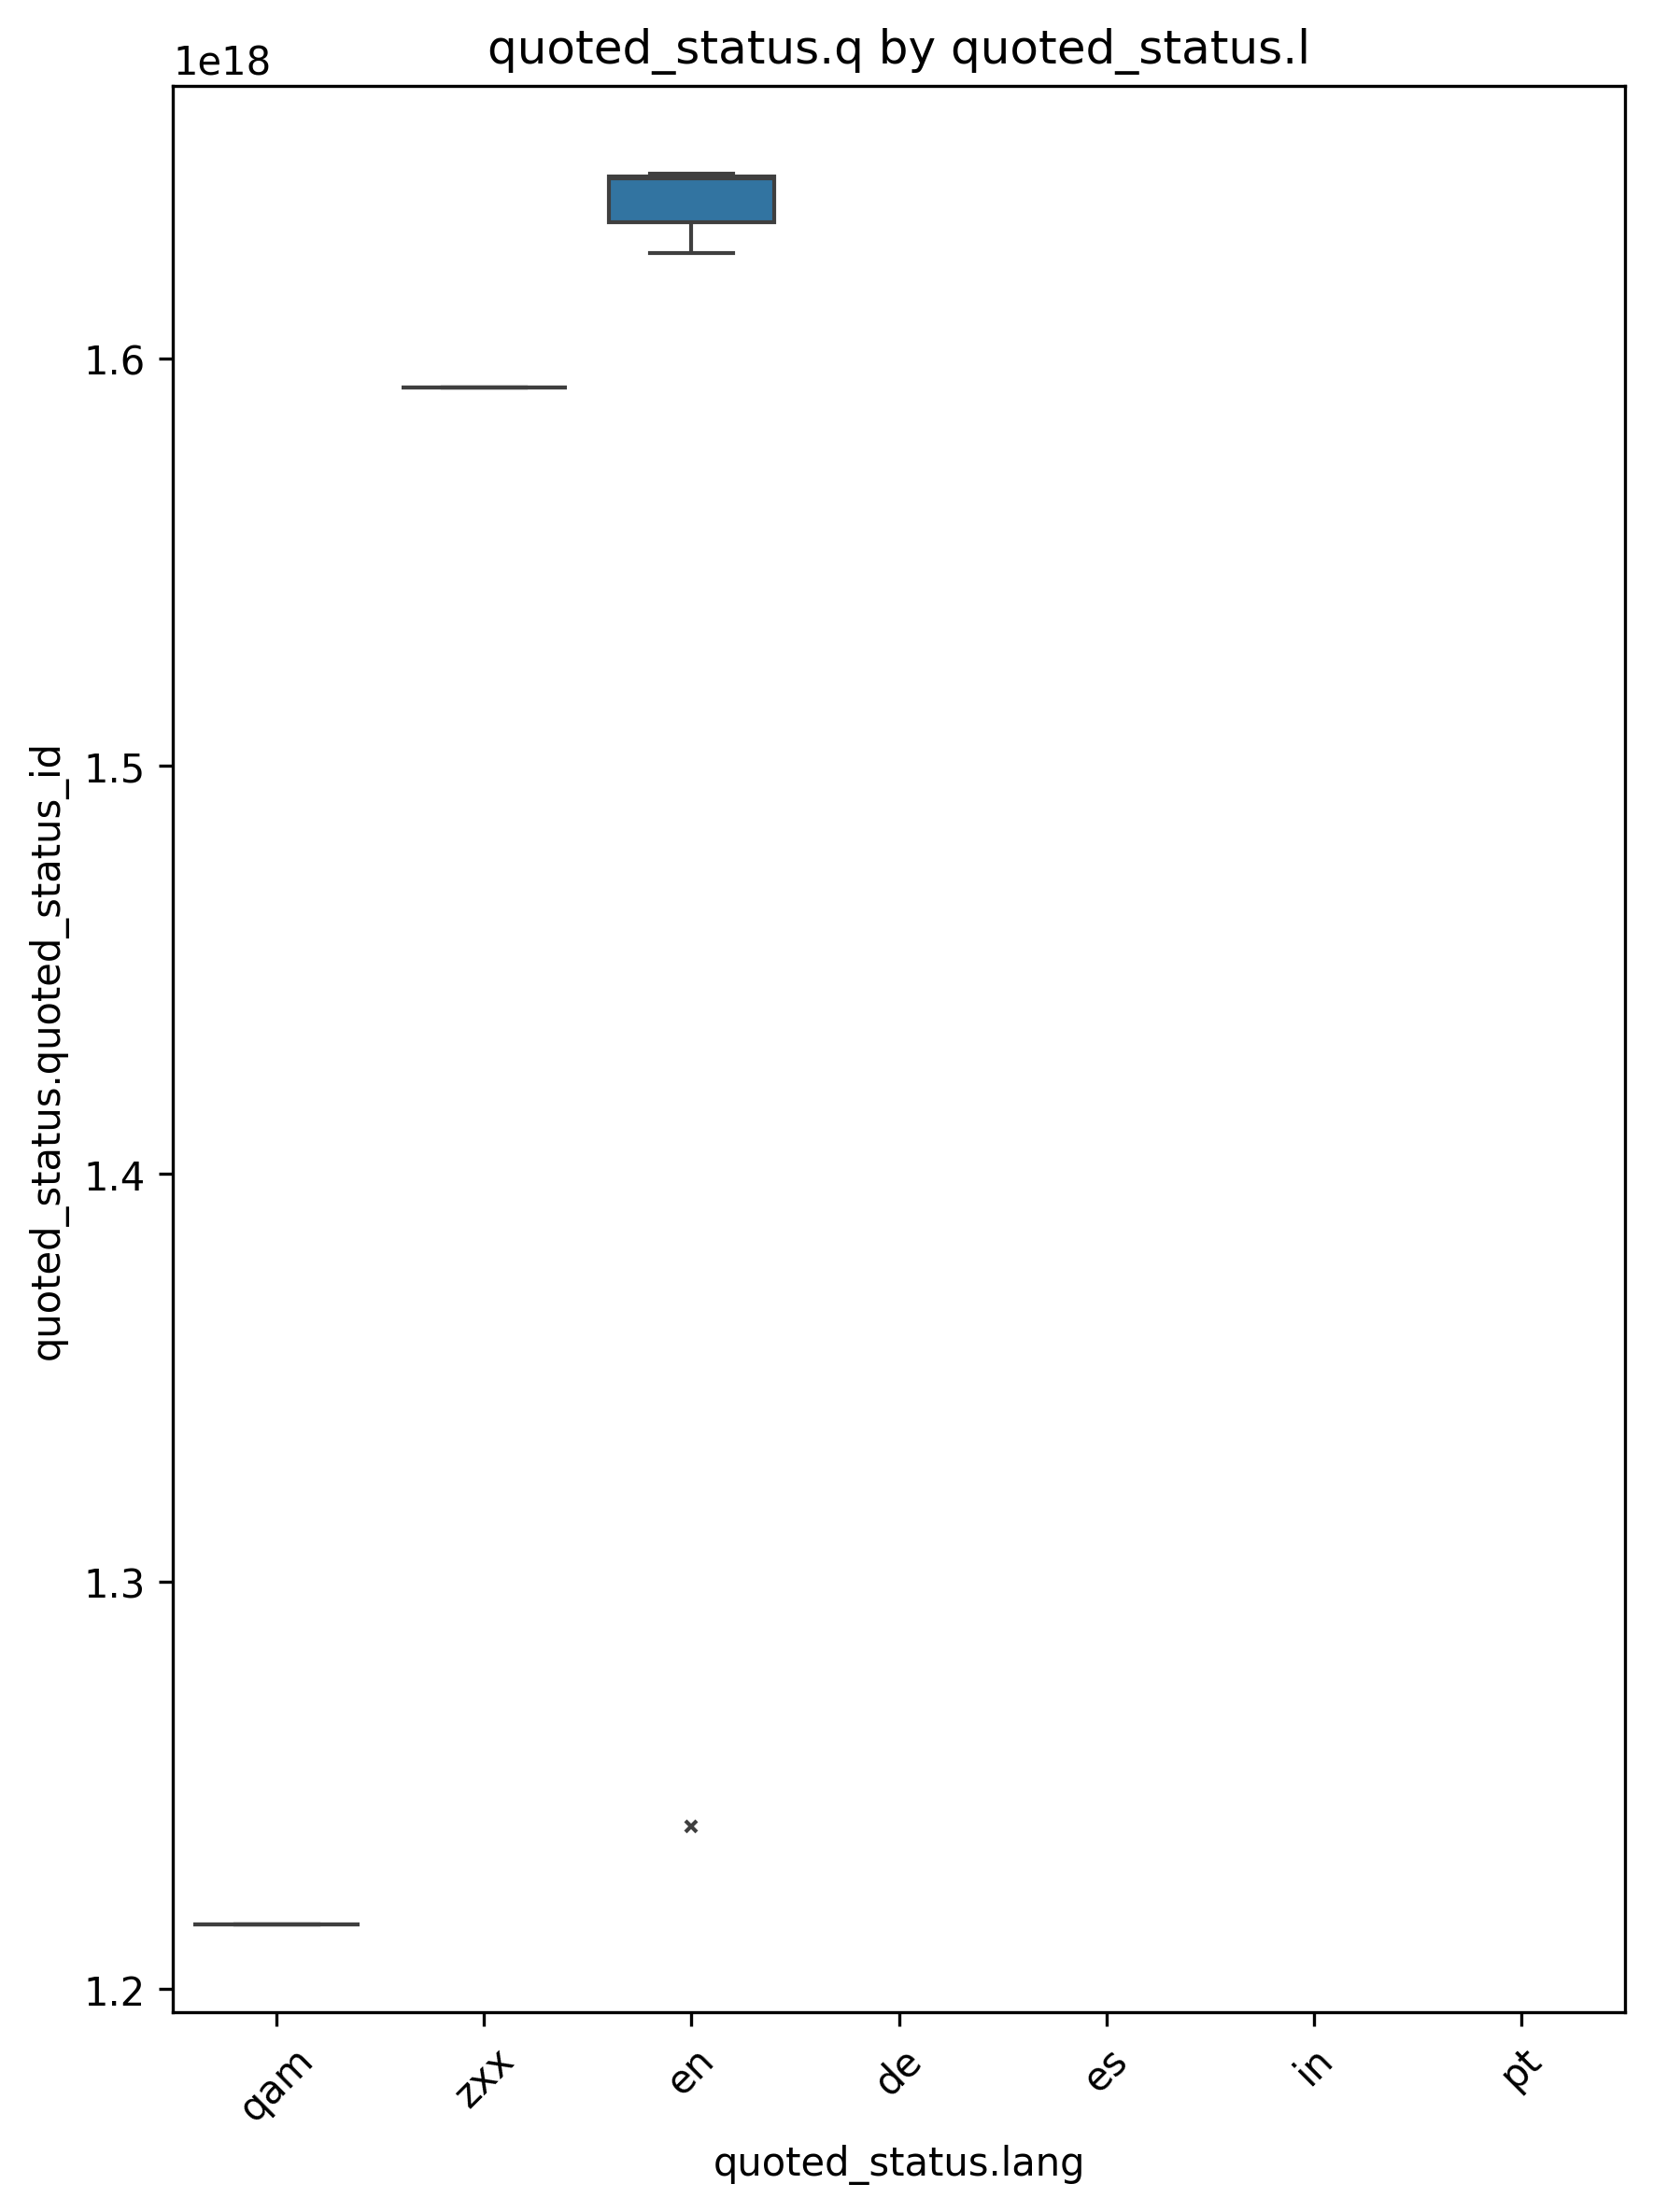 quoted_status.q by quoted_status.l
1e18
1.6
1.5
1.4
1.3
1.2
quoted_status.quoted_status_id
qam
zxx
en
de
es
in
pt
quoted_status.lang